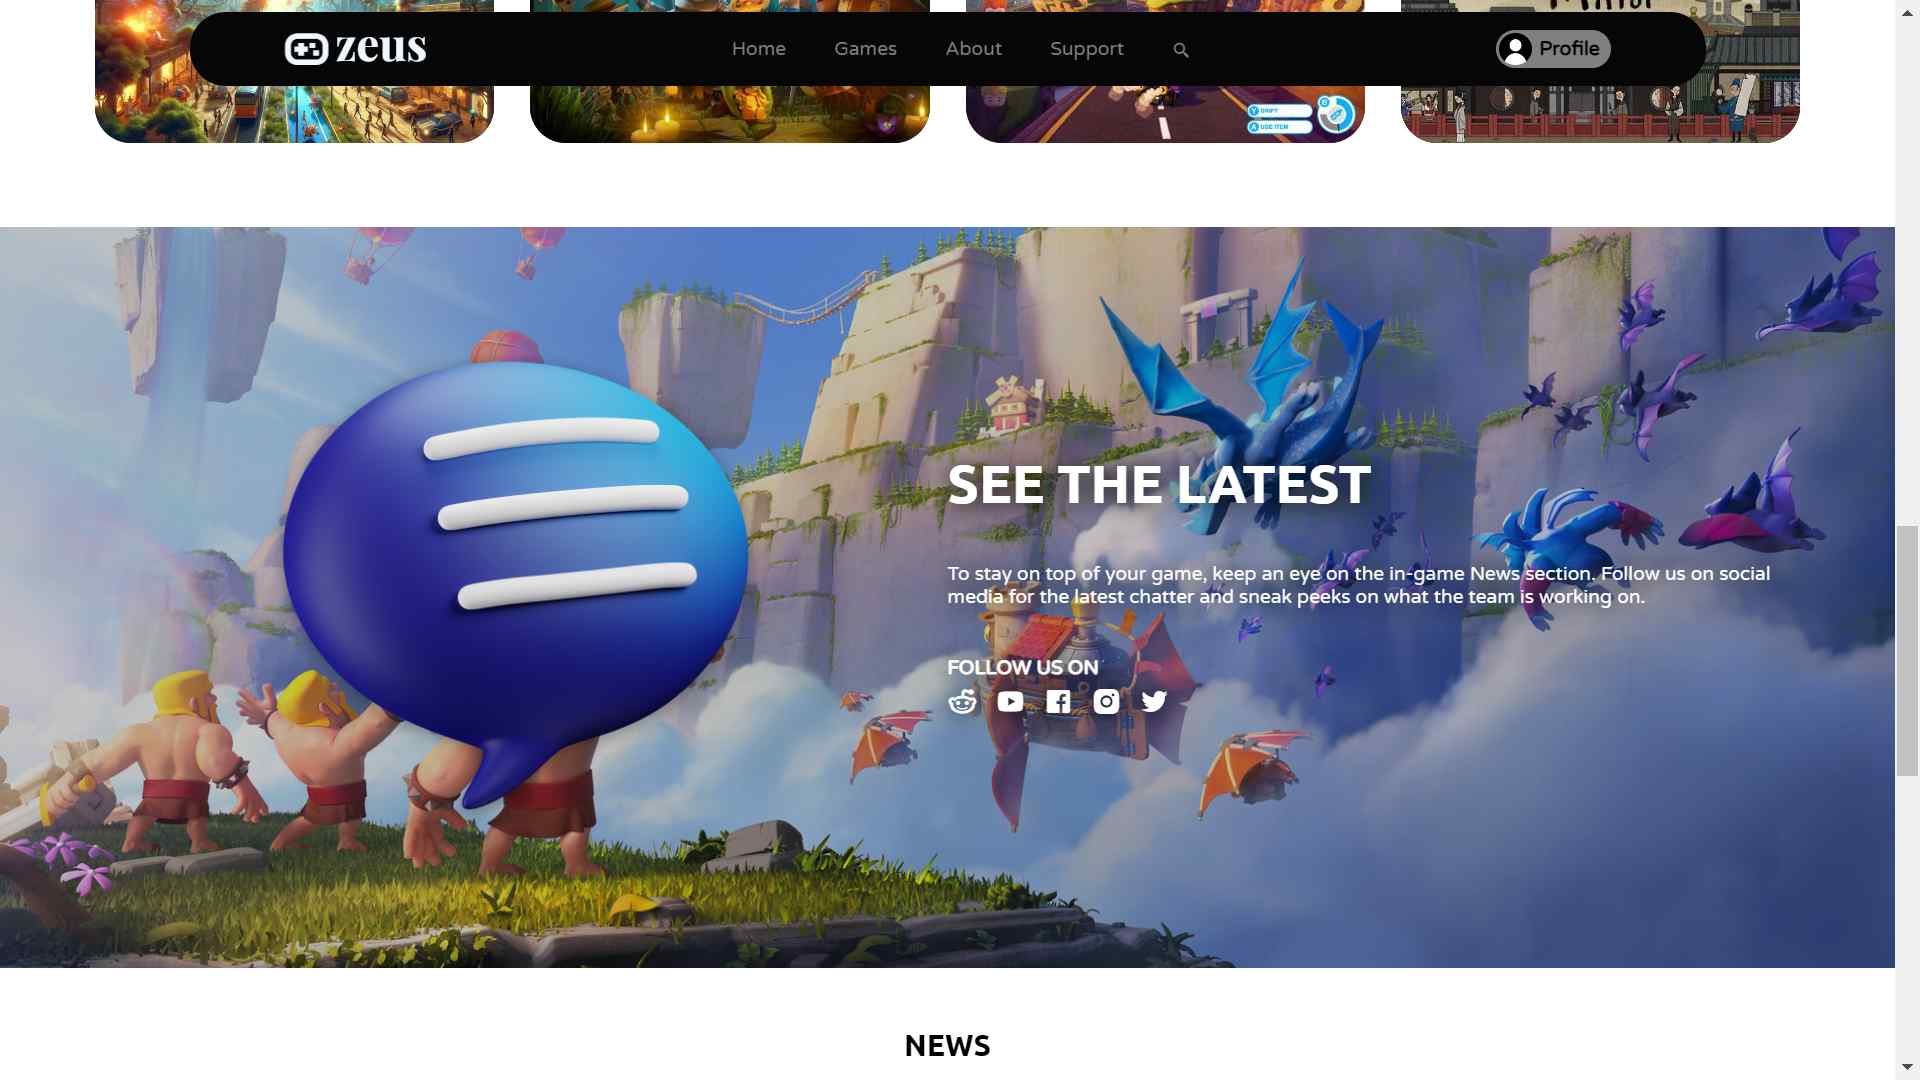 zeus
Home
Games
About
Support
Profile
Y DRIFT
A USE ITEM
SEE THE LATEST
To stay on top of your game, keep an eye on the in-game News section. Follow us on social
media for the latest chatter and sneak peeks on what the team is working on.
FOLLOW US ON
NEWS